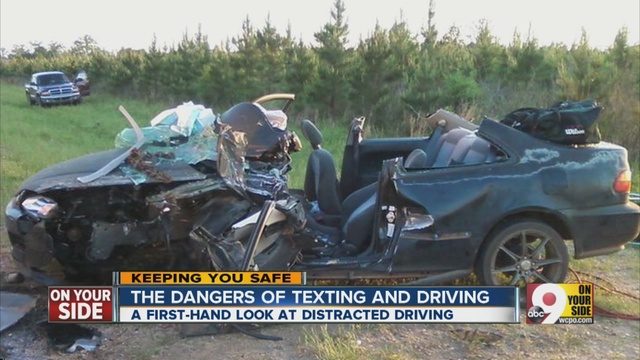 KEEPING YOU SAFE
ON YOUR SIDE
THE DANGERS OF TEXTING AND DRIVING
A FIRST-HAND LOOK AT DISTRACTED DRIVING
abc 9
ON YOUR SIDE
wcpo.com
WCPO